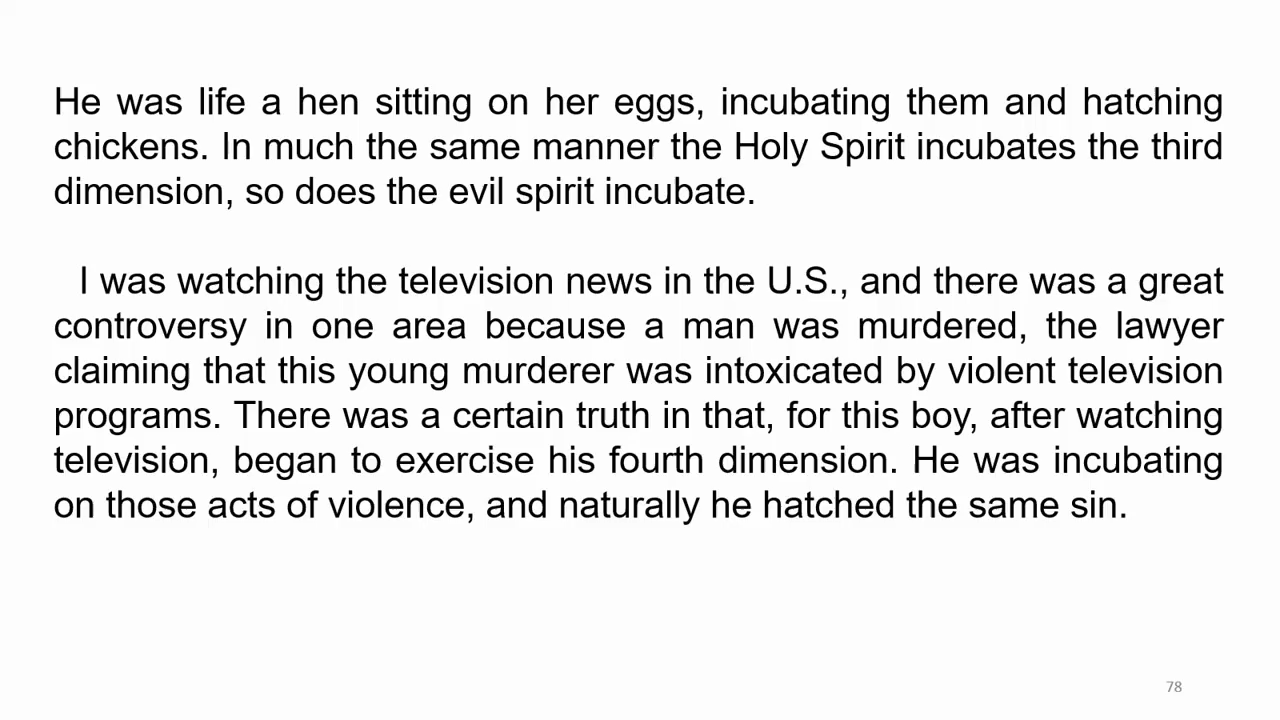 He was life a hen sitting on her eggs, incubating them and hatching
chickens. In much the same manner the Holy Spirit incubates the third
dimension, so does the evil spirit incubate.
I was watching the television news in the U.S., and there was a great
controversy in one area because a man was murdered, the lawyer
claiming that this young murderer was intoxicated by violent television
programs. There was a certain truth in that, for this boy, after watching
television, began to exercise his fourth dimension. He was incubating
on those acts of violence, and naturally he hatched the same sin.
78